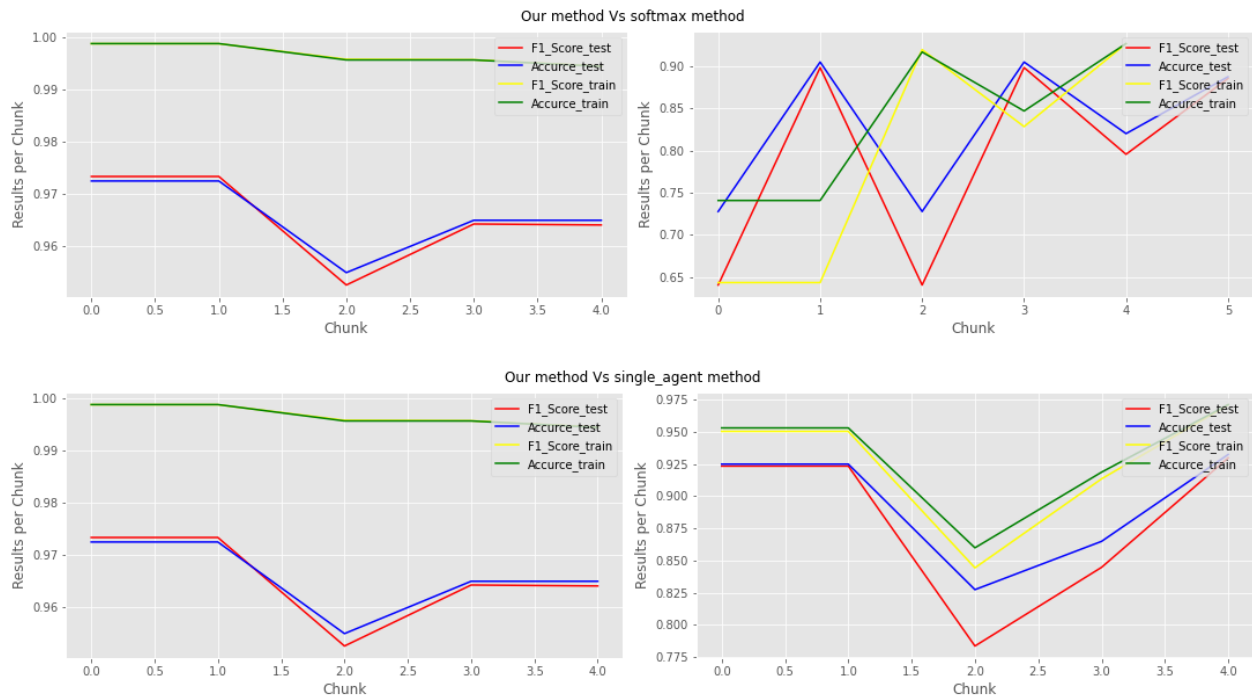 Our method Vs softmax method
Results per Chunk
1.00
0.99
0.98
0.97
0.96
0.0 0.5 1.0 1.5 2.0 2.5 3.0 3.5 4.0
Chunk
F1_Score_test
Accurce_test
F1_Score_train
Accurce_train
Results per Chunk
0.90
0.85
0.80
0.75
0.70
0.65
0 1 2 3 4 5
Chunk
F1_Score_test
Accurce_test
F1_Score_train
Accurce_train
Our method Vs single_agent method
Results per Chunk
1.00
0.99
0.98
0.97
0.96
0.0 0.5 1.0 1.5 2.0 2.5 3.0 3.5 4.0
Chunk
F1_Score_test
Accurce_test
F1_Score_train
Accurce_train
Results per Chunk
0.975
0.950
0.925
0.900
0.875
0.850
0.825
0.800
0.775
0.0 0.5 1.0 1.5 2.0 2.5 3.0 3.5 4.0
Chunk
F1_Score_test
Accurce_test
F1_Score_train
Accurce_train